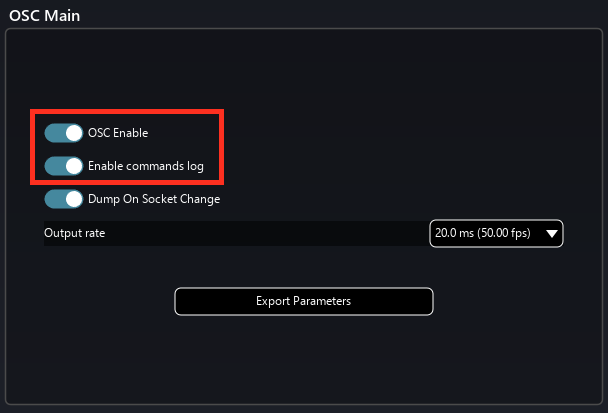 OSC Main
OSC Enable
Enable commands log
Dump On Socket Change
Output rate
20.0 ms (50.00 fps)
Export Parameters